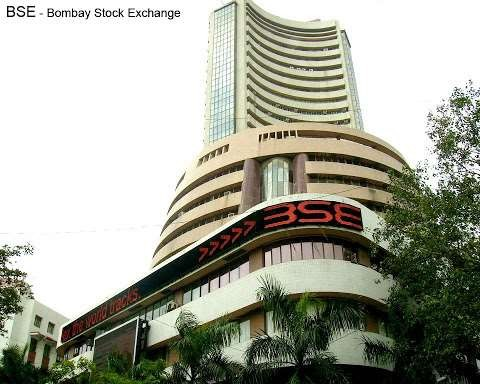 BSE - Bombay Stock Exchange
>>>>> BSE
the world tracks.